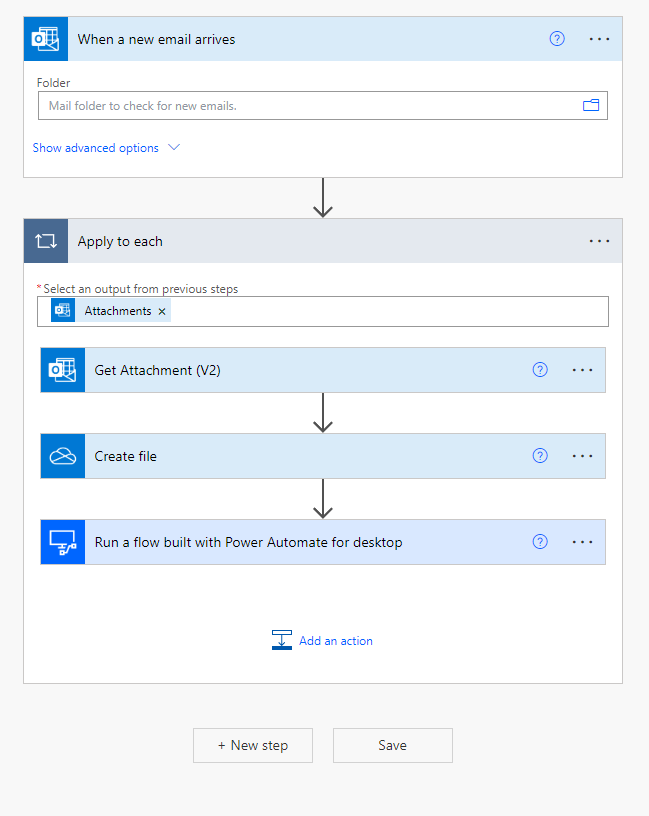 When a new email arrives
Folder
Mail folder to check for new emails.
Show advanced options
Apply to each
* Select an output from previous steps
Attachments ×
Get Attachment (V2)
Create file
Run a flow built with Power Automate for desktop
Add an action
+ New step
Save